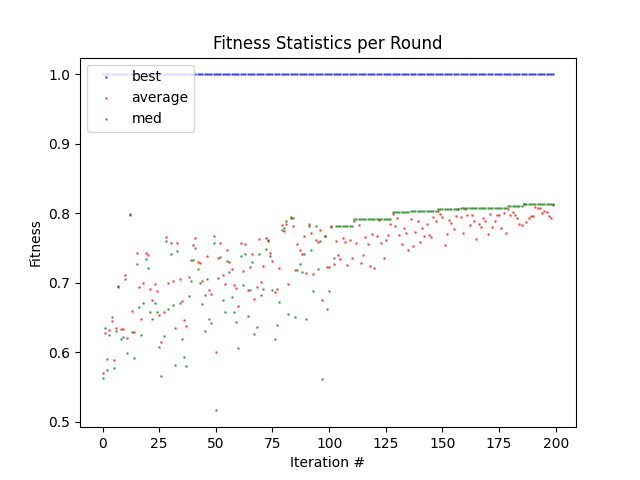 Fitness Statistics per Round
best
average
med
1.0
0.9
0.8
0.7
0.6
0.5
Fitness
0 25 50 75 100 125 150 175 200
Iteration #